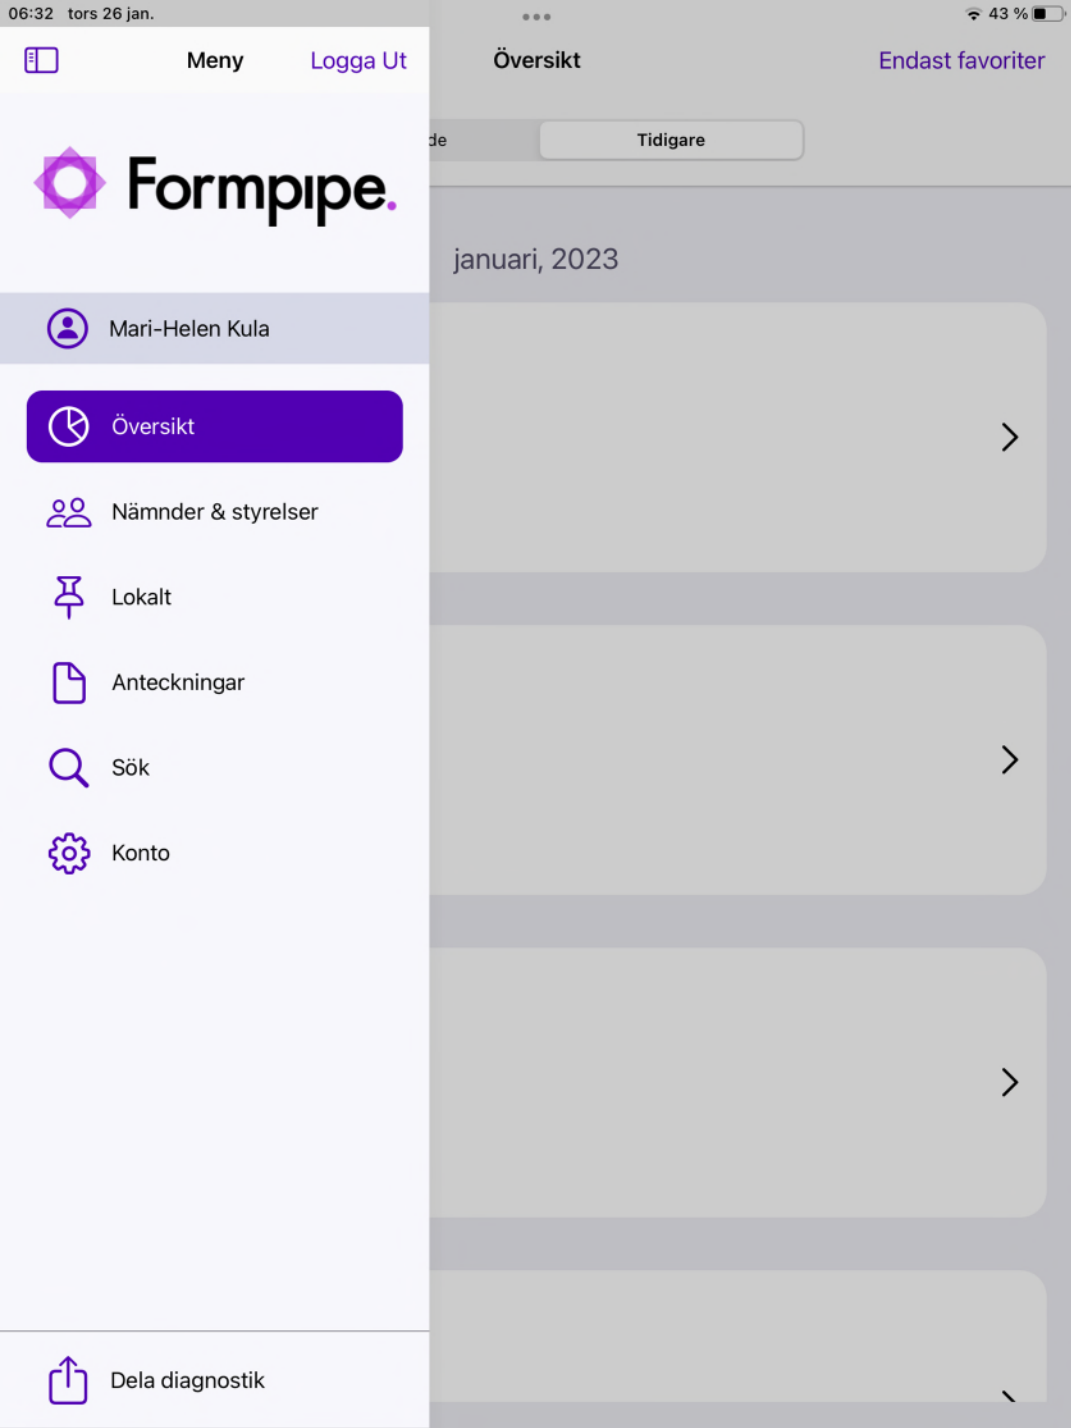 06:32 tors 26 jan.
43 %
Meny
Logga Ut
Översikt
Endast favoriter
de
Tidigare
Formpipe.
januari, 2023
Mari-Helen Kula
Översikt
Nämnder & styrelser
Lokalt
Anteckningar
Sök
Konto
Dela diagnostik